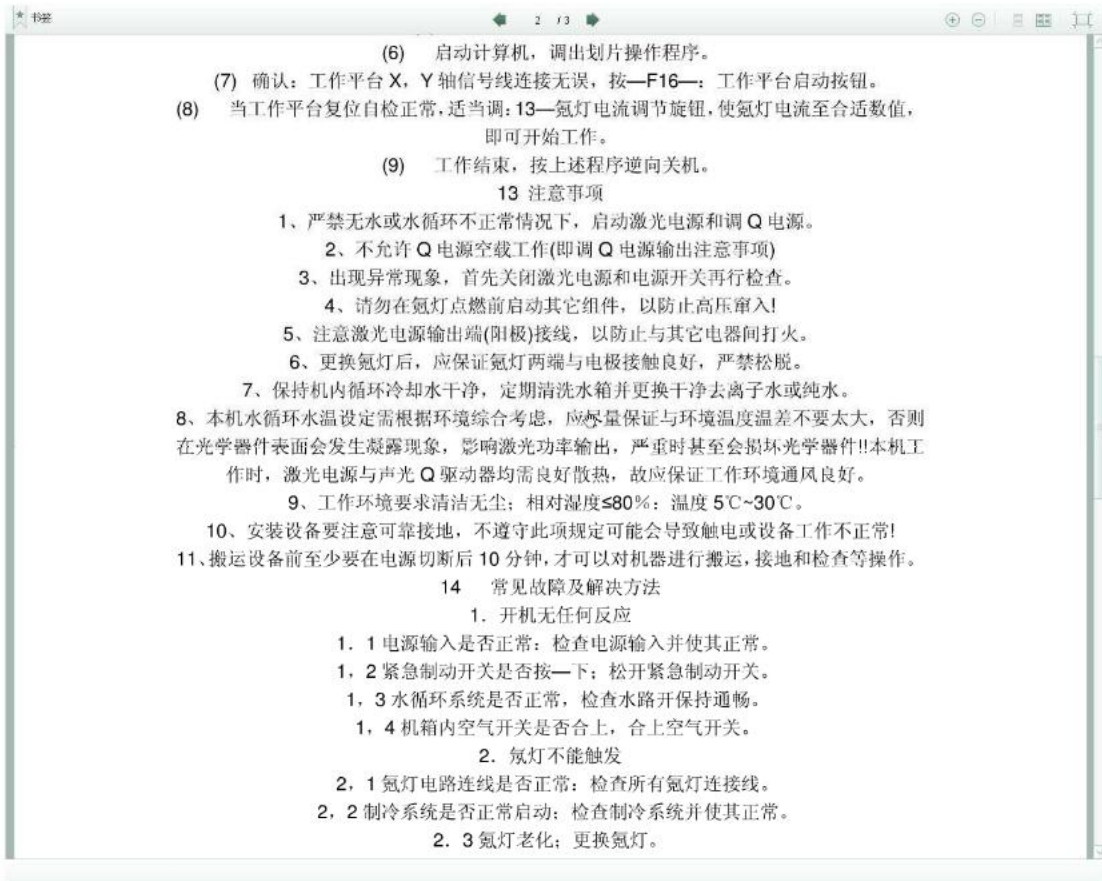 书签
2 /3
(6) 启动计算机，调出划片操作程序。
(7) 确认：工作平台 X，Y 轴信号线连接无误，按—F16—：工作平台启动按钮。
(8) 当工作平台复位自检正常，适当调：13—氪灯电流调节旋钮，使氪灯电流至合适数值，
即可开始工作。
(9) 工作结束，按上述程序逆向关机。
13 注意事项
1、严禁无水或水循环不正常情况下，启动激光电源和调 Q 电源。
2、不允许 Q 电源空载工作(即调 Q 电源输出注意事项)
3、出现异常现象，首先关闭激光电源和电源开关再行检查。
4、请勿在氪灯点燃前启动其它组件，以防止高压窜入!
5、注意激光电源输出端(阳极)接线，以防止与其它电器间打火。
6、更换氪灯后，应保证氪灯两端与电极接触良好，严禁松脱。
7、保持机内循环冷却水干净，定期清洗水箱并更换干净去离子水或纯水。
8、本机水循环水温设定需根据环境综合考虑，应尽量保证与环境温度温差不要太大，否则
在光学器件表面会发生凝露现象，影响激光功率输出，严重时甚至会损坏光学器件!!本机工
作时，激光电源与声光 Q 驱动器均需良好散热，故应保证工作环境通风良好。
9、工作环境要求清洁无尘；相对湿度≤80%：温度 5℃~30℃。
10、安装设备要注意可靠接地，不遵守此项规定可能会导致触电或设备工作不正常!
11、搬运设备前至少要在电源切断后 10 分钟，才可以对机器进行搬运，接地和检查等操作。
14 常见故障及解决方法
1．开机无任何反应
1．1 电源输入是否正常：检查电源输入并使其正常。
1，2 紧急制动开关是否按—下；松开紧急制动开关。
1，3 水循环系统是否正常，检查水路开保持通畅。
1，4 机箱内空气开关是否合上，合上空气开关。
2．氖灯不能触发
2，1 氪灯电路连线是否正常：检查所有氪灯连接线。
2，2 制冷系统是否正常启动；检查制冷系统并使其正常。
2．3 氪灯老化；更换氪灯。